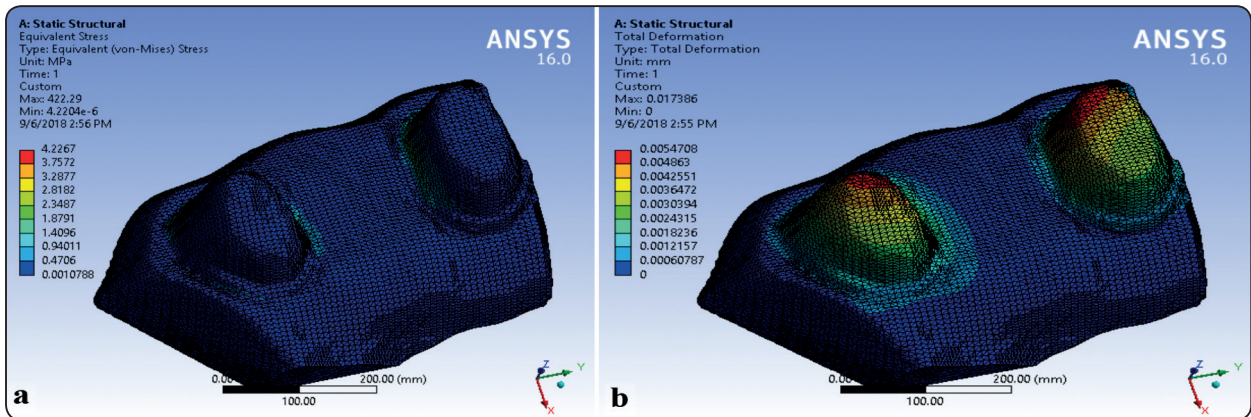 A: Static Structural
Equivalent Stress
Type: Equivalent (von-Mises) Stress
Unit: MPa
Time: 1
Custom
Max: 422.29
Min: 4.2204e-6
9/6/2018 2:56 PM
ANSYS
16.0
4.2267
3.7572
3.2877
2.8182
2.3487
1.8791
1.4096
0.94011
0.4706
0.0010788
200.00 (mm)
100.00
Z
Y
X
a
A: Static Structural
Total Deformation
Type: Total Deformation
Unit: mm
Time: 1
Custom
Max: 0.017386
Min: 0
9/6/2018 2:55 PM
ANSYS
16.0
0.0054708
0.004863
0.0042551
0.0036472
0.0030394
0.0024315
0.0018236
0.0012157
0.00060787
0
200.00 (mm)
100.00
Z
Y
X
b